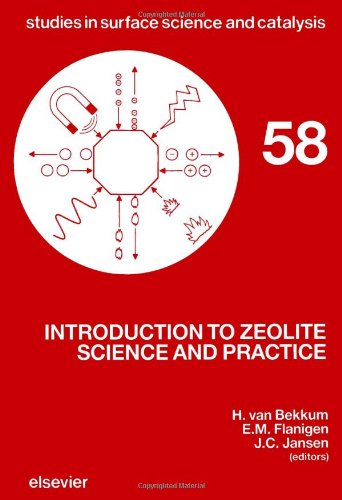 studies in surface science and catalysis
58
INTRODUCTION TO ZEOLITE
SCIENCE AND PRACTICE
H. van Bekkum
E.M. Flanigen
J.C. Jansen
(editors)
elsevier